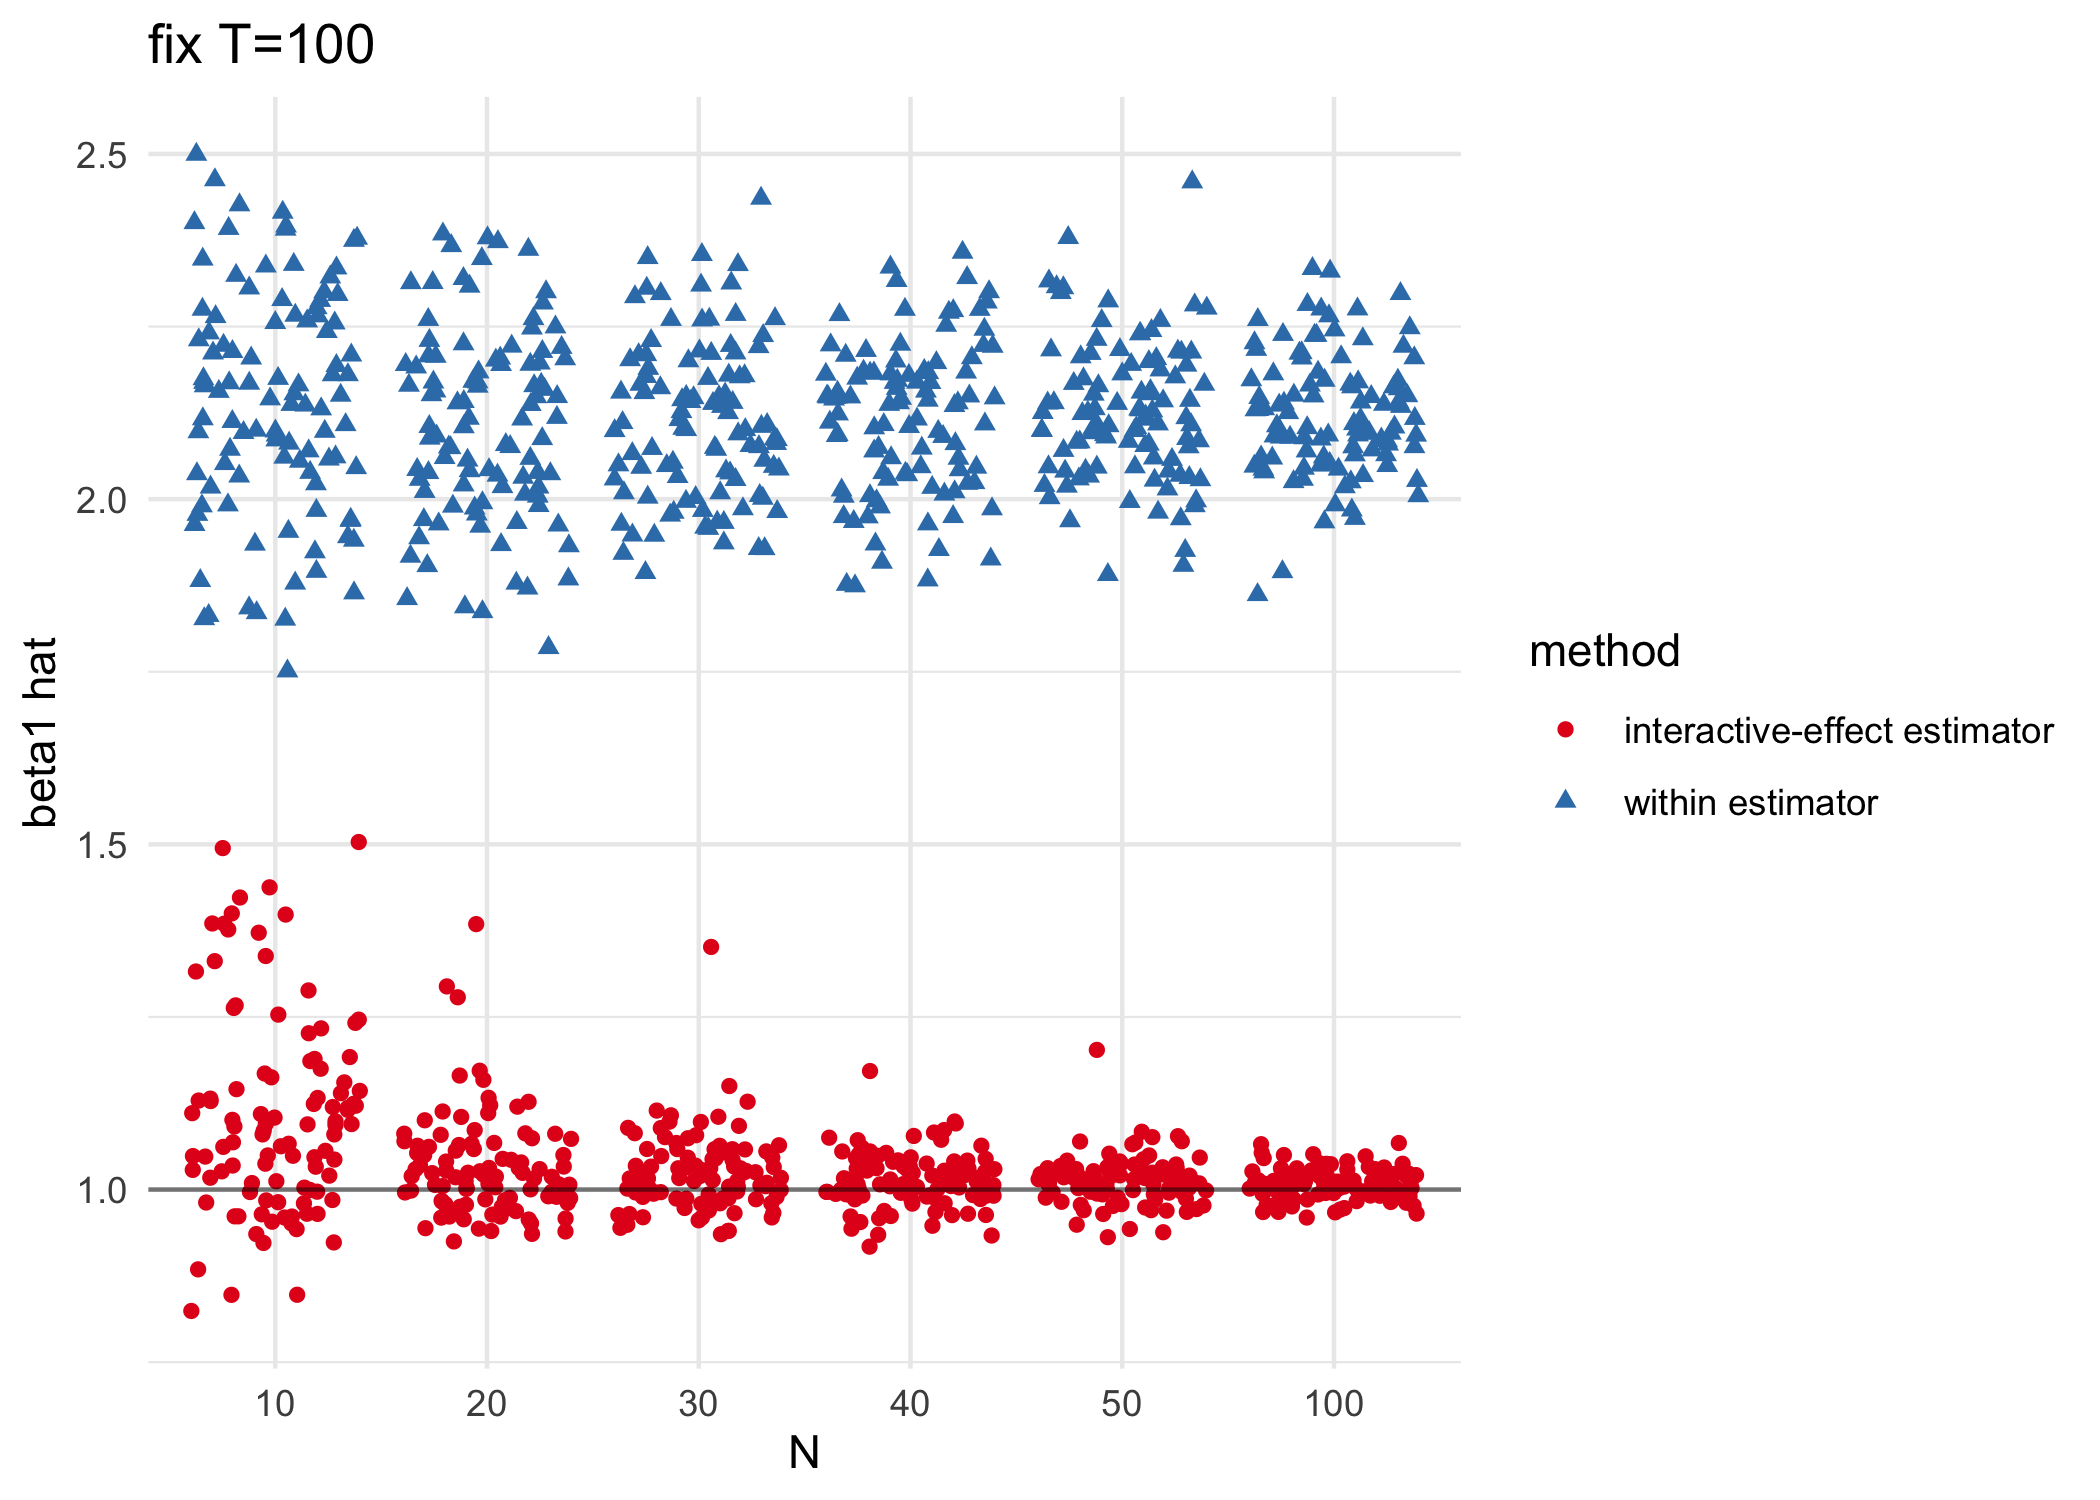 fix T=100
beta1 hat
2.5
2.0
1.5
1.0
10 20 30 40 50 100
N
method
interactive-effect estimator
within estimator